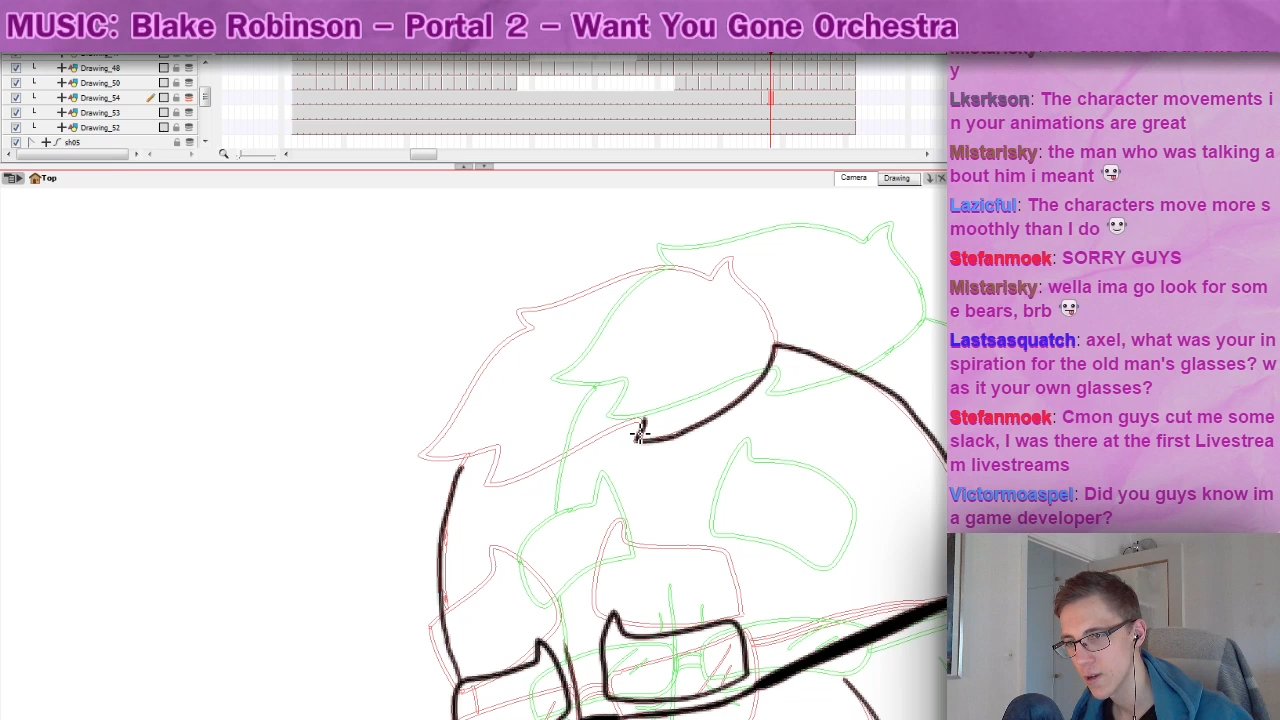 MUSIC: Blake Robinson - Portal 2 - Want You Gone Orchestra
Drawing_48
Drawing_50
Drawing_54
Drawing_53
Drawing_52
sh05
Top
Camera
Drawing
y
Lksrkson: The character movements i
n your animations are great
Mistarisky: the man who was talking a
bout him i meant
Lazicful: The characters move more s
moothly than I do
Stefanmoek: SORRY GUYS
Mistarisky: wella ima go look for som
e bears, brb
Lastsasquatch: axel, what was your in
spiration for the old man's glasses? w
as it your own glasses?
Stefanmoek: Cmon guys cut me some
slack, I was there at the first Livestrea
m livestreams
Victormoaspel: Did you guys know im
a game developer?